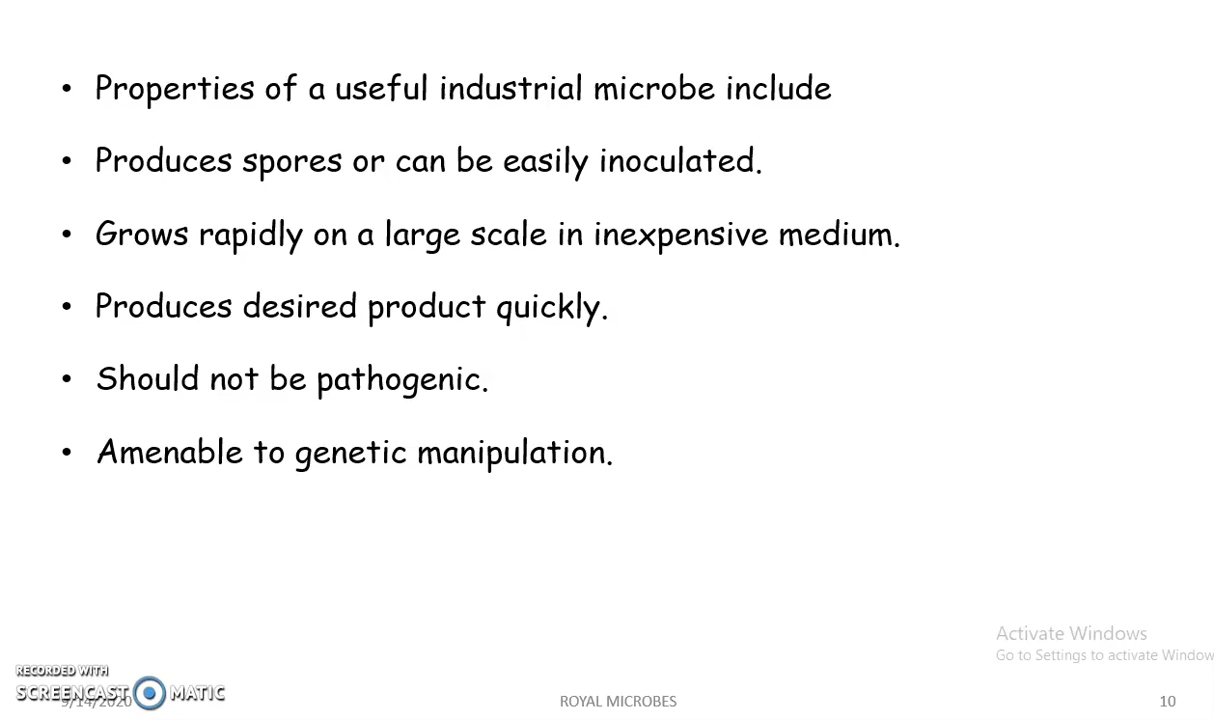 • Properties of a useful industrial microbe include
• Produces spores or can be easily inoculated.
• Grows rapidly on a large scale in inexpensive medium.
• Produces desired product quickly.
• Should not be pathogenic.
• Amenable to genetic manipulation.
Activate Windows
Go to Settings to activate Window
RECORDED WITH
SCREENCAST MATIC
9/14/2020
ROYAL MICROBES
10